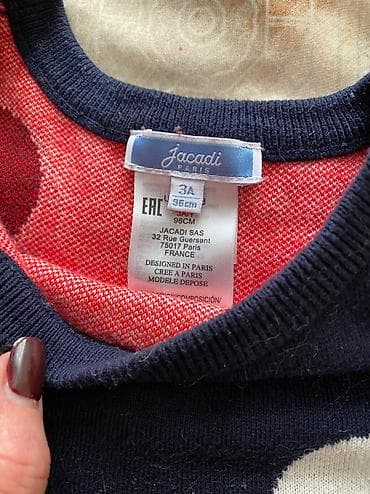 Jacadi
PARIS
3A
96cm
EAC
3A/Y
96CM
JACADI SAS
32 Rue Guersant
75017 Paris
FRANCE
DESIGNED IN PARIS
CREE A PARIS
MODELE DEPOSE
COMPOSICIÓN/